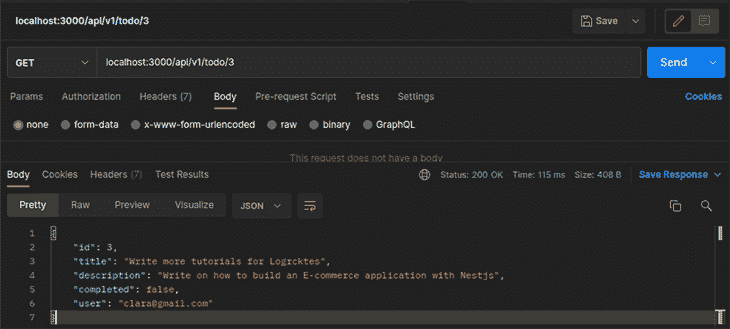 localhost:3000/api/v1/todo/3
Save
GET
localhost:3000/api/v1/todo/3
Send
Params Authorization Headers (7) Body Pre-request Script Tests Settings Cookies
none form-data x-www-form-urlencoded raw binary GraphQL
This request does not have a body
Body Cookies Headers (7) Test Results Status: 200 OK Time: 115 ms Size: 408 B Save Response
Pretty Raw Preview Visualize JSON
1 {
2 "id": 3,
3 "title": "Write more tutorials for Logrcktes",
4 "description": "Write on how to build an E-commerce application with Nestjs",
5 "completed": false,
6 "user": "clara@gmail.com"
7 }